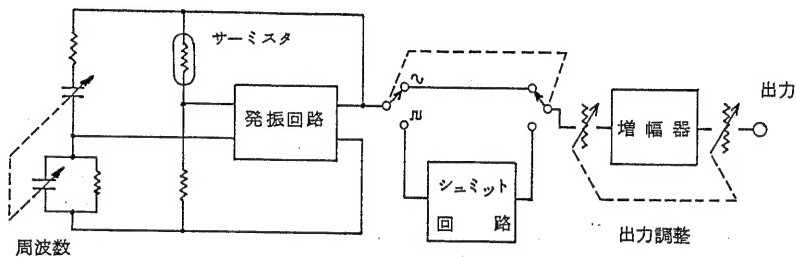 サーミスタ
発振回路
シュミット
回路
増幅器
出力
出力調整
周波数